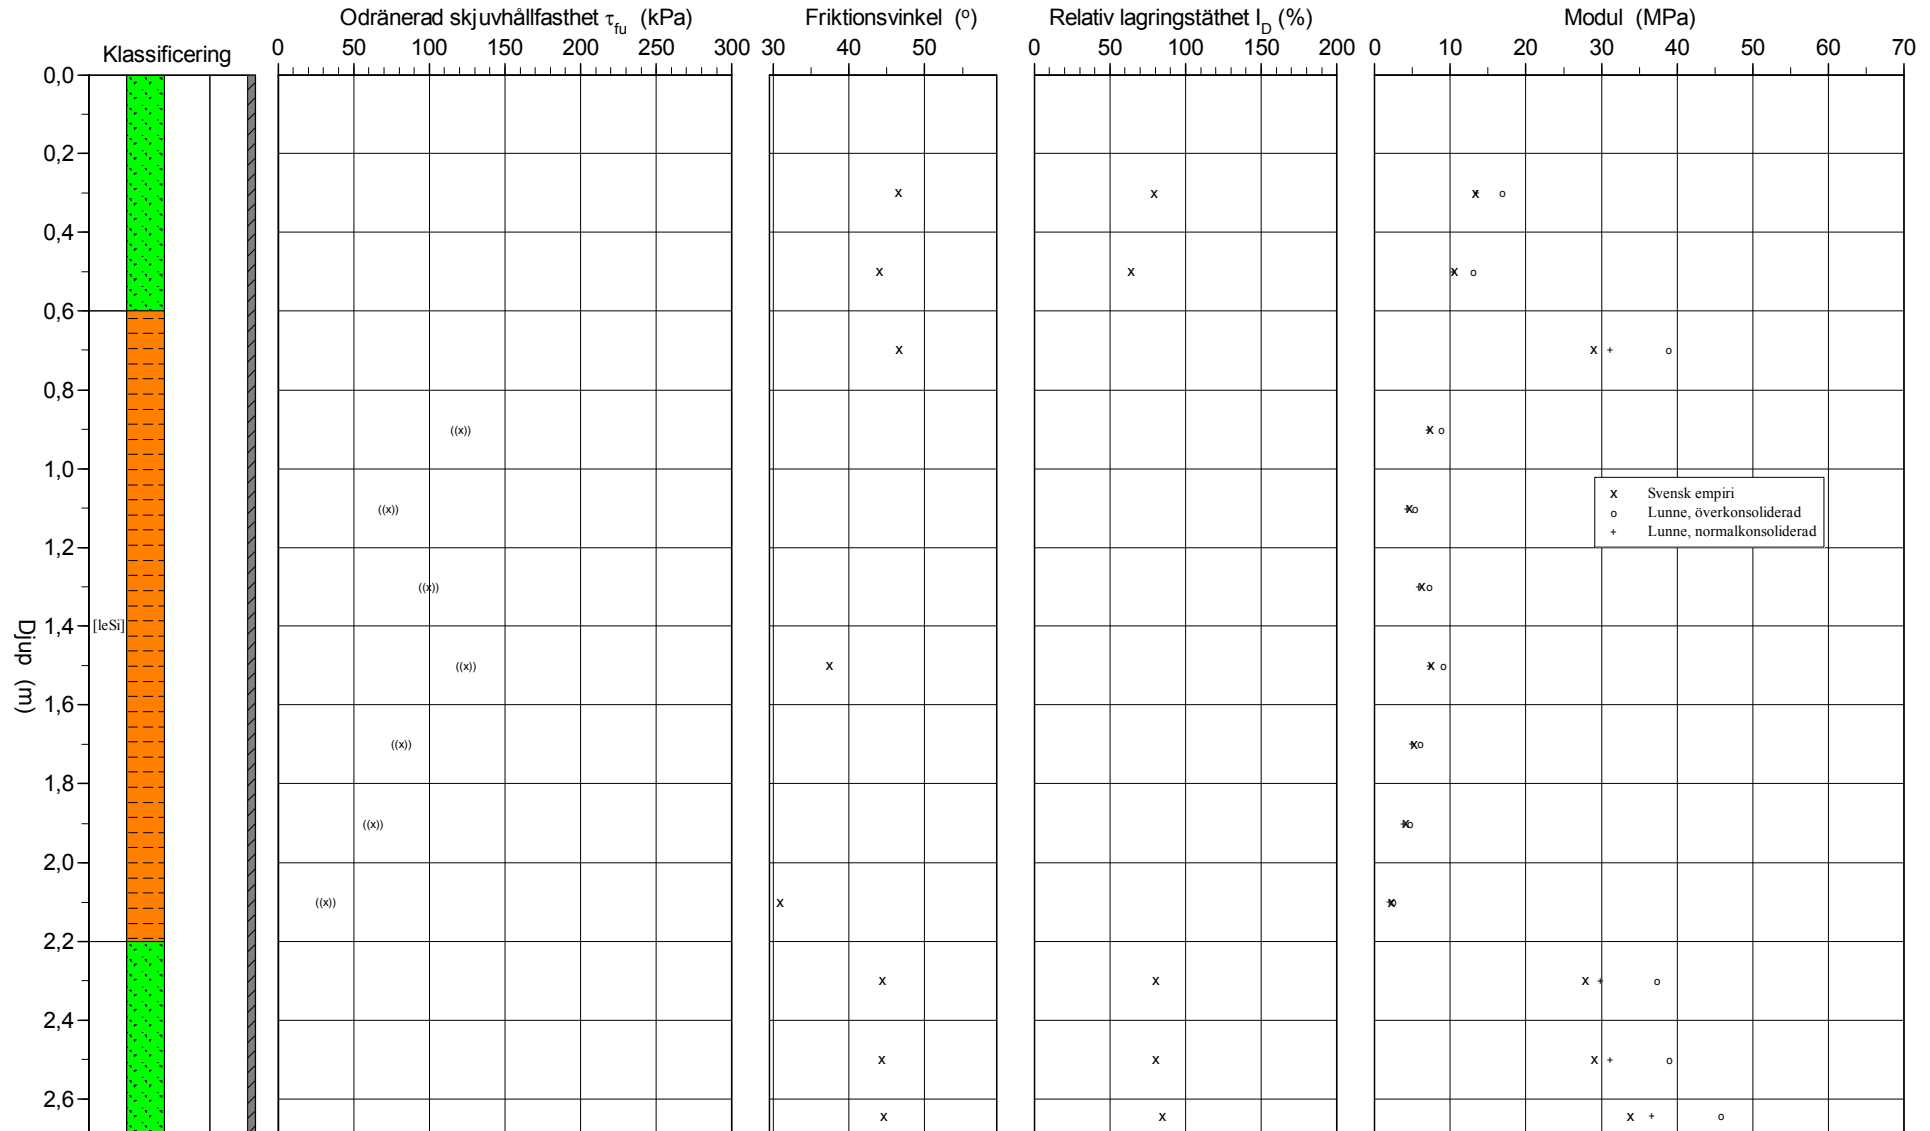 Odränerad skjuvhållfasthet τfu (kPa)
Friktionsvinkel (o)
Relativ lagringstäthet ID (%)
Modul (MPa)
Klassificering
0 50 100 150 200 250 300
30 40 50
0 50 100 150 200
0 10 20 30 40 50 60 70
0,0
0,2
0,4
0,6
0,8
((x))
1,0
x Svensk empiri
o Lunne, överkonsoliderad
+ Lunne, normalkonsoliderad
((x))
1,2
((x))
1,4
[leSi]
((x))
Djup (m)
1,6
((x))
1,8
((x))
2,0
((x))
2,2
2,4
2,6